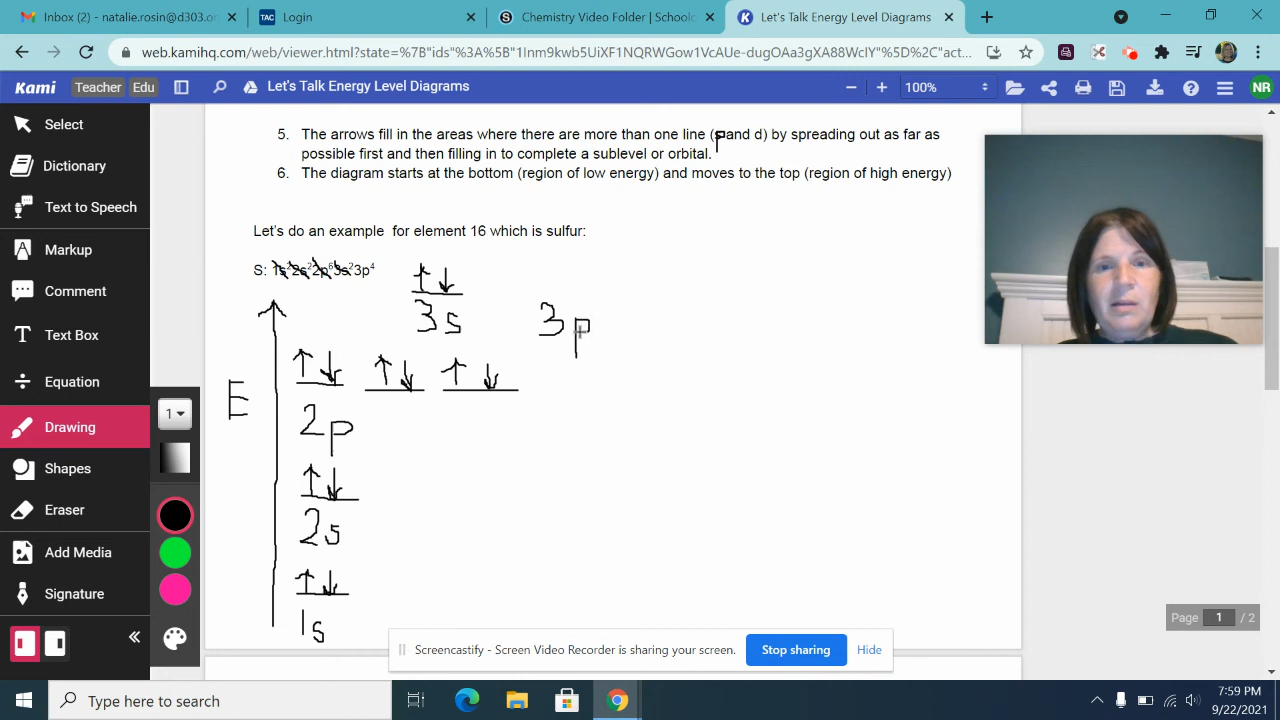 Inbox (2) - natalie.rosin@d303.or
Login
Chemistry Video Folder | Schoolo
Let's Talk Energy Level Diagrams
web.kamihq.com/web/viewer.html?state=%7B"ids"%3A%5B"1lnm9kwb5UiXF1NQRWGow1VcAUe-dugOAa3gXA88WclY"%5D%2C"act...
Kami Teacher Edu Let's Talk Energy Level Diagrams 100% NR
Select
Dictionary
Text to Speech
Markup
Comment
Text Box
Equation
Drawing
Shapes
Eraser
Add Media
Signature
1
5. The arrows fill in the areas where there are more than one line (p and d) by spreading out as far as
possible first and then filling in to complete a sublevel or orbital.
6. The diagram starts at the bottom (region of low energy) and moves to the top (region of high energy)
Let's do an example for element 16 which is sulfur:
S: 1s²2s²2p⁶3s²3p⁴
↑↓
3s 3p
↑↓ ↑↓ ↑↓
E
2p
↑↓
2s
↑↓
1s
Page 1 / 2
Screencastify - Screen Video Recorder is sharing your screen. Stop sharing Hide
Type here to search
7:59 PM
9/22/2021